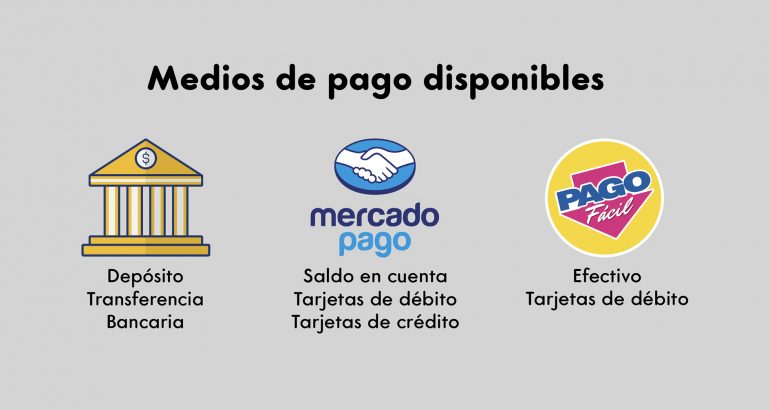 Medios de pago disponibles
$
mercado
pago
PAGO
Fácil
Depósito
Transferencia
Bancaria
Saldo en cuenta
Tarjetas de débito
Tarjetas de crédito
Efectivo
Tarjetas de débito